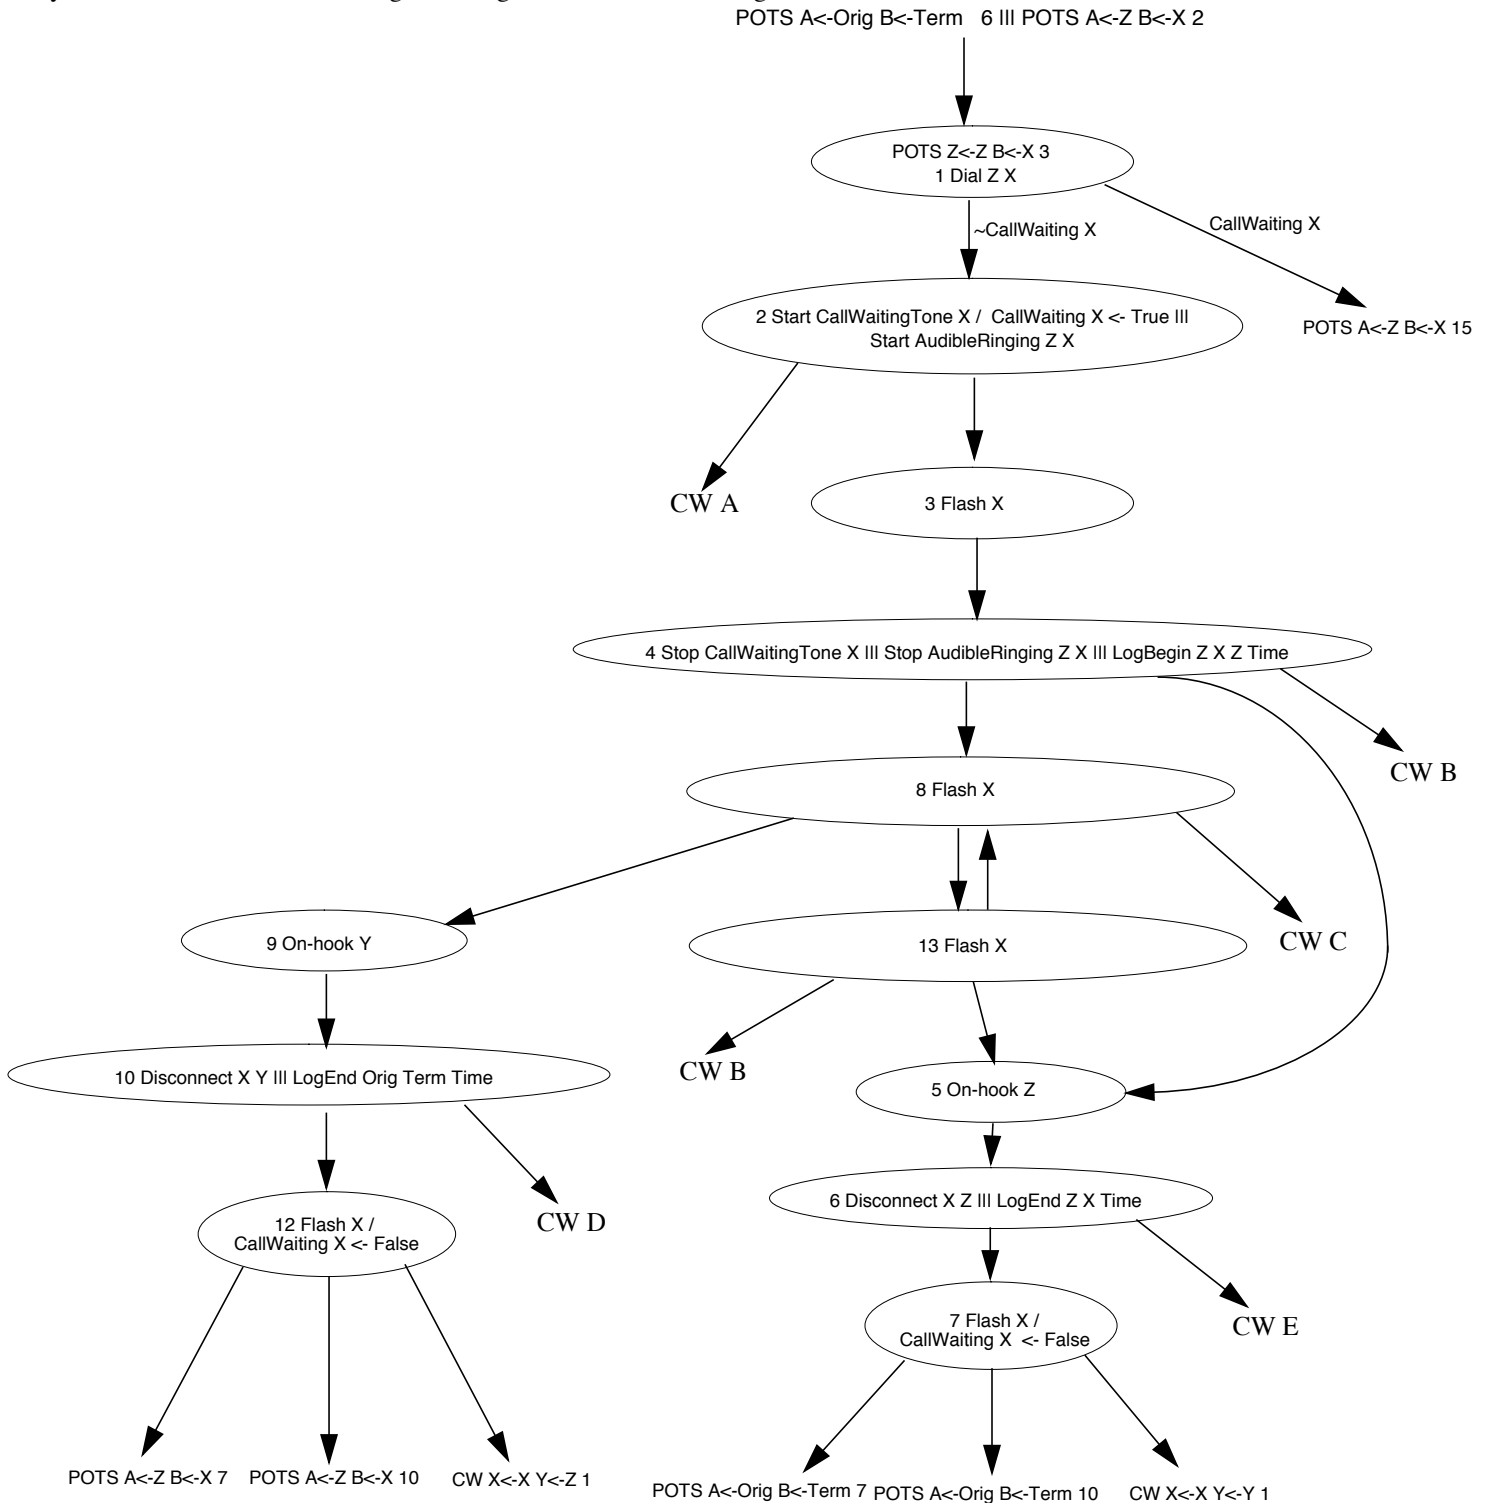 POTS A<-Orig B<-Term 6 ||| POTS A<-Z B<-X 2
POTS Z<-Z B<-X 3
1 Dial Z X
~CallWaiting X
CallWaiting X
2 Start CallWaitingTone X / CallWaiting X <- True |||
Start AudibleRinging Z X
POTS A<-Z B<-X 15
CW A
3 Flash X
4 Stop CallWaitingTone X ||| Stop AudibleRinging Z X ||| LogBegin Z X Z Time
CW B
8 Flash X
9 On-hook Y
13 Flash X
CW C
CW B
10 Disconnect X Y ||| LogEnd Orig Term Time
5 On-hook Z
6 Disconnect X Z ||| LogEnd Z X Time
12 Flash X /
CallWaiting X <- False
CW D
7 Flash X /
CallWaiting X <- False
CW E
POTS A<-Z B<-X 7
POTS A<-Z B<-X 10
CW X<-X Y<-Z 1
POTS A<-Orig B<-Term 7
POTS A<-Orig B<-Term 10
CW X<-X Y<-Y 1